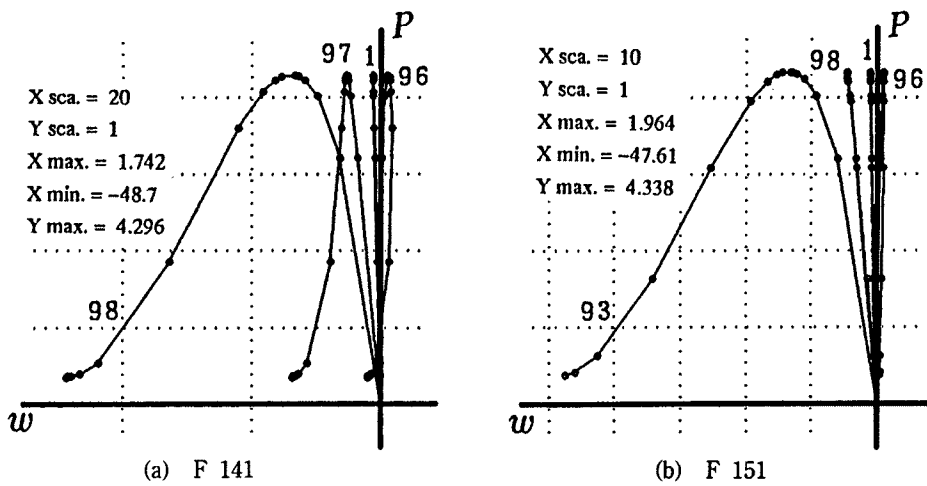 P
97 1
96
X sca. = 20
Y sca. = 1
X max. = 1.742
X min. = -48.7
Y max. = 4.296
98
w
(a) F 141
P
98 1
96
X sca. = 10
Y sca. = 1
X max. = 1.964
X min. = -47.61
Y max. = 4.338
93
w
(b) F 151